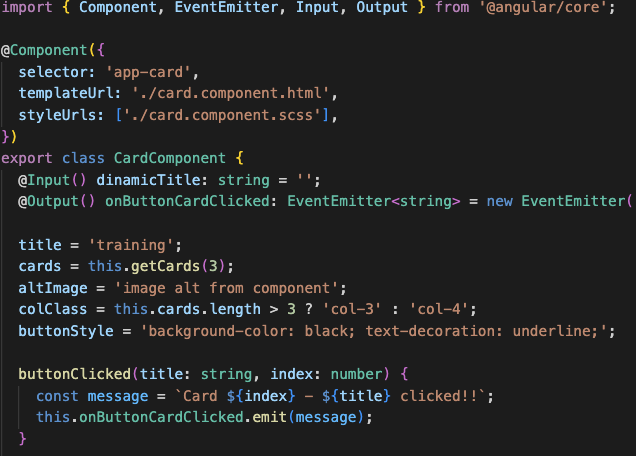 import { Component, EventEmitter, Input, Output } from '@angular/core';
@Component({
selector: 'app-card',
templateUrl: './card.component.html',
styleUrls: ['./card.component.scss'],
})
export class CardComponent {
@Input() dinamicTitle: string = '';
@Output() onButtonCardClicked: EventEmitter<string> = new EventEmitter(
title = 'training';
cards = this.getCards(3);
altImage = 'image alt from component';
colClass = this.cards.length > 3 ? 'col-3' : 'col-4';
buttonStyle = 'background-color: black; text-decoration: underline;';
buttonClicked(title: string, index: number) {
const message = `Card ${index} - ${title} clicked!!`;
this.onButtonCardClicked.emit(message);
}